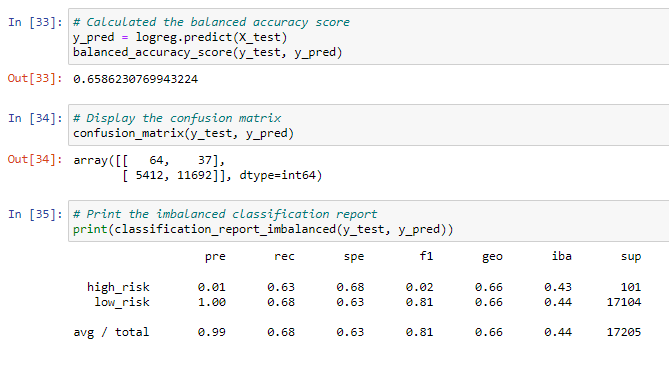 In [33]: # Calculated the balanced accuracy score
y_pred = logreg.predict(X_test)
balanced_accuracy_score(y_test, y_pred)
Out[33]: 0.6586230769943224
In [34]: # Display the confusion matrix
confusion_matrix(y_test, y_pred)
Out[34]: array([[   64,    37],
       [ 5412, 11692]], dtype=int64)
In [35]: # Print the imbalanced classification report
print(classification_report_imbalanced(y_test, y_pred))
pre rec spe f1 geo iba sup
high_risk 0.01 0.63 0.68 0.02 0.66 0.43 101
low_risk 1.00 0.68 0.63 0.81 0.66 0.44 17104
avg / total 0.99 0.68 0.63 0.81 0.66 0.44 17205